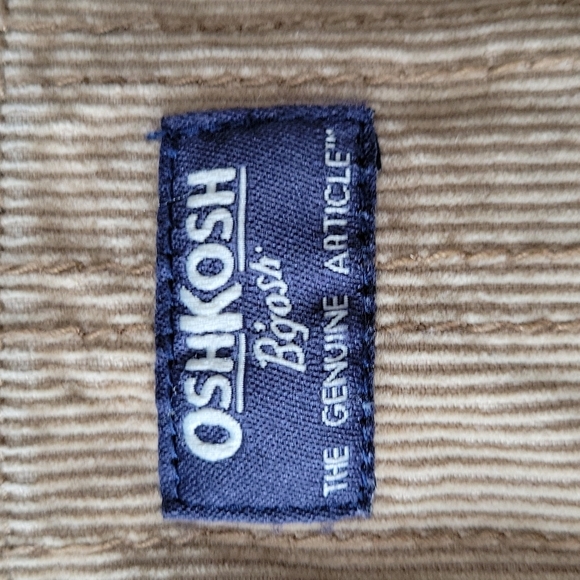 OSHKOSH
B'gosh.
THE GENUINE ARTICLE™